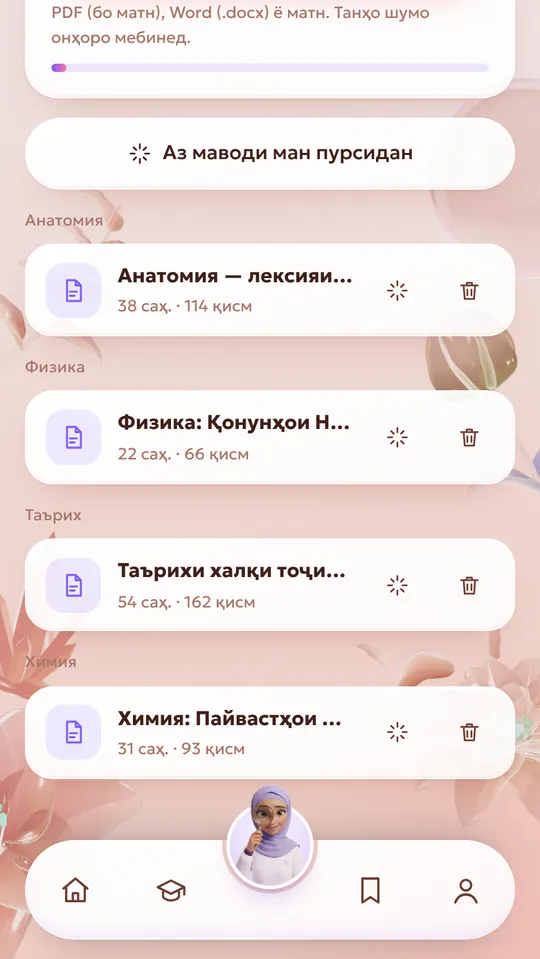 PDF (бо матн), Word (.docx) ё матн. Танҳо шумо
онҳоро мебинед.
Аз маводи ман пурсидан
Анатомия
Анатомия — лексияи...
38 саҳ. · 114 қисм
Физика
Физика: Қонунҳои Н...
22 саҳ. · 66 қисм
Таърих
Таърихи халқи тоҷи...
54 саҳ. · 162 қисм
Химия
Химия: Пайвастҳои ...
31 саҳ. · 93 қисм